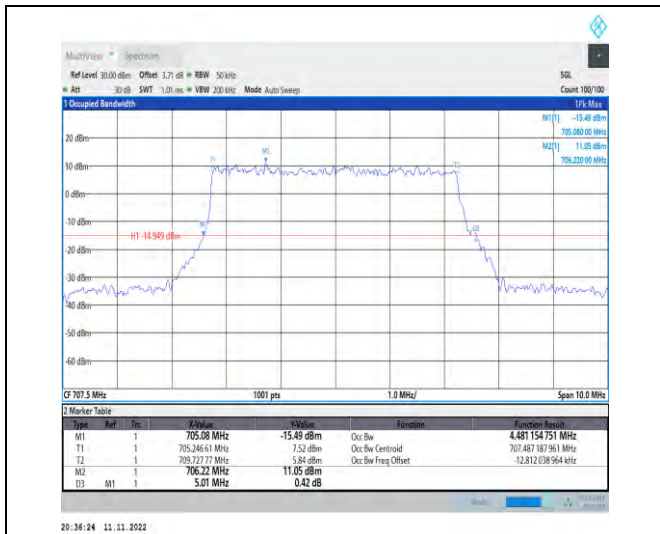 MultiView Spectrum
Ref Level 30.00 dBm Offset 3.71 dB RBW 50 kHz SGL
Att 30 dB SWT 1.01 ms VBW 200 kHz Mode Auto Sweep Count 100/100
1 Occupied Bandwidth 1Pk Max
M1[1] -15.49 dBm
705.080 00 MHz
M2[1] 11.05 dBm
706.220 00 MHz
20 dBm
10 dBm
0 dBm
-10 dBm
-20 dBm
-30 dBm
-40 dBm
-50 dBm
-60 dBm
T1
M2
T2
M1
D3
H1 -14.949 dBm
CF 707.5 MHz 1001 pts 1.0 MHz/ Span 10.0 MHz
2 Marker Table
Type Ref Trc X-Value Y-Value Function Function Result
M1 1 705.08 MHz -15.49 dBm Occ Bw 4.481 154 751 MHz
T1 1 705.246 61 MHz 7.52 dBm Occ Bw Centroid 707.487 187 961 MHz
T2 1 709.727 77 MHz 5.84 dBm Occ Bw Freq Offset -12.812 038 964 kHz
M2 1 706.22 MHz 11.05 dBm
D3 M1 1 5.01 MHz 0.42 dB
20:36:24 11.11.2022